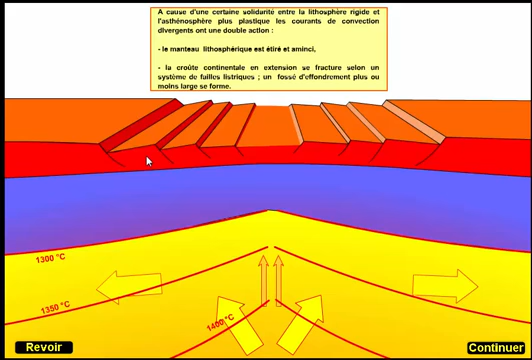 A cause d'une certaine solidarité entre la lithosphère rigide et
l'asthénosphère plus plastique les courants de convection
divergents ont une double action :
- le manteau lithosphérique est étiré et aminci,
- la croûte continentale en extension se fracture selon un
système de failles listriques ; un fossé d'effondrement plus ou
moins large se forme.
1300 °C
1350 °C
1400°C
Revoir
Continuer